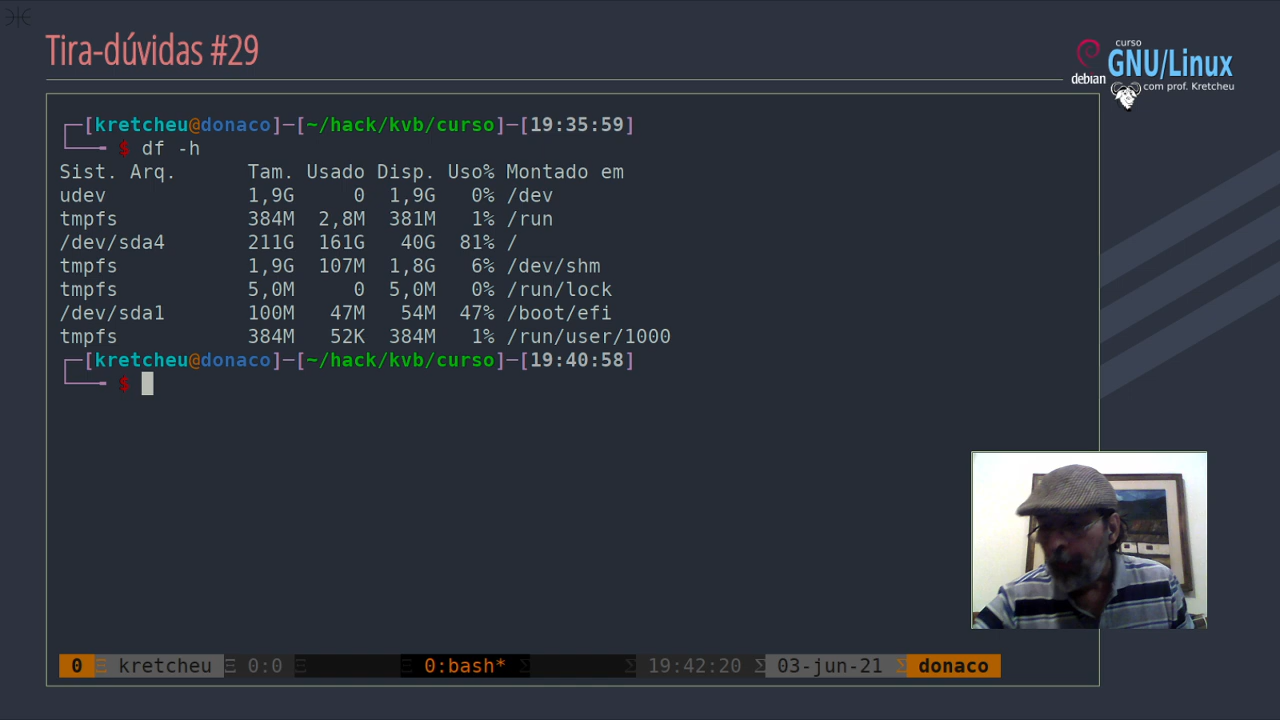 Tira-dúvidas #29
curso
GNU/Linux
debian
com prof. Kretcheu
[kretcheu@donaco]-[~/hack/kvb/curso]-[19:35:59]
$ df -h
Sist. Arq. Tam. Usado Disp. Uso% Montado em
udev 1,9G 0 1,9G 0% /dev
tmpfs 384M 2,8M 381M 1% /run
/dev/sda4 211G 161G 40G 81% /
tmpfs 1,9G 107M 1,8G 6% /dev/shm
tmpfs 5,0M 0 5,0M 0% /run/lock
/dev/sda1 100M 47M 54M 47% /boot/efi
tmpfs 384M 52K 384M 1% /run/user/1000
[kretcheu@donaco]-[~/hack/kvb/curso]-[19:40:58]
$
0 Ξ kretcheu Ξ 0:0 Ξ Ξ 0:bash* Σ Σ 19:42:20 Σ 03-jun-21 Σ donaco